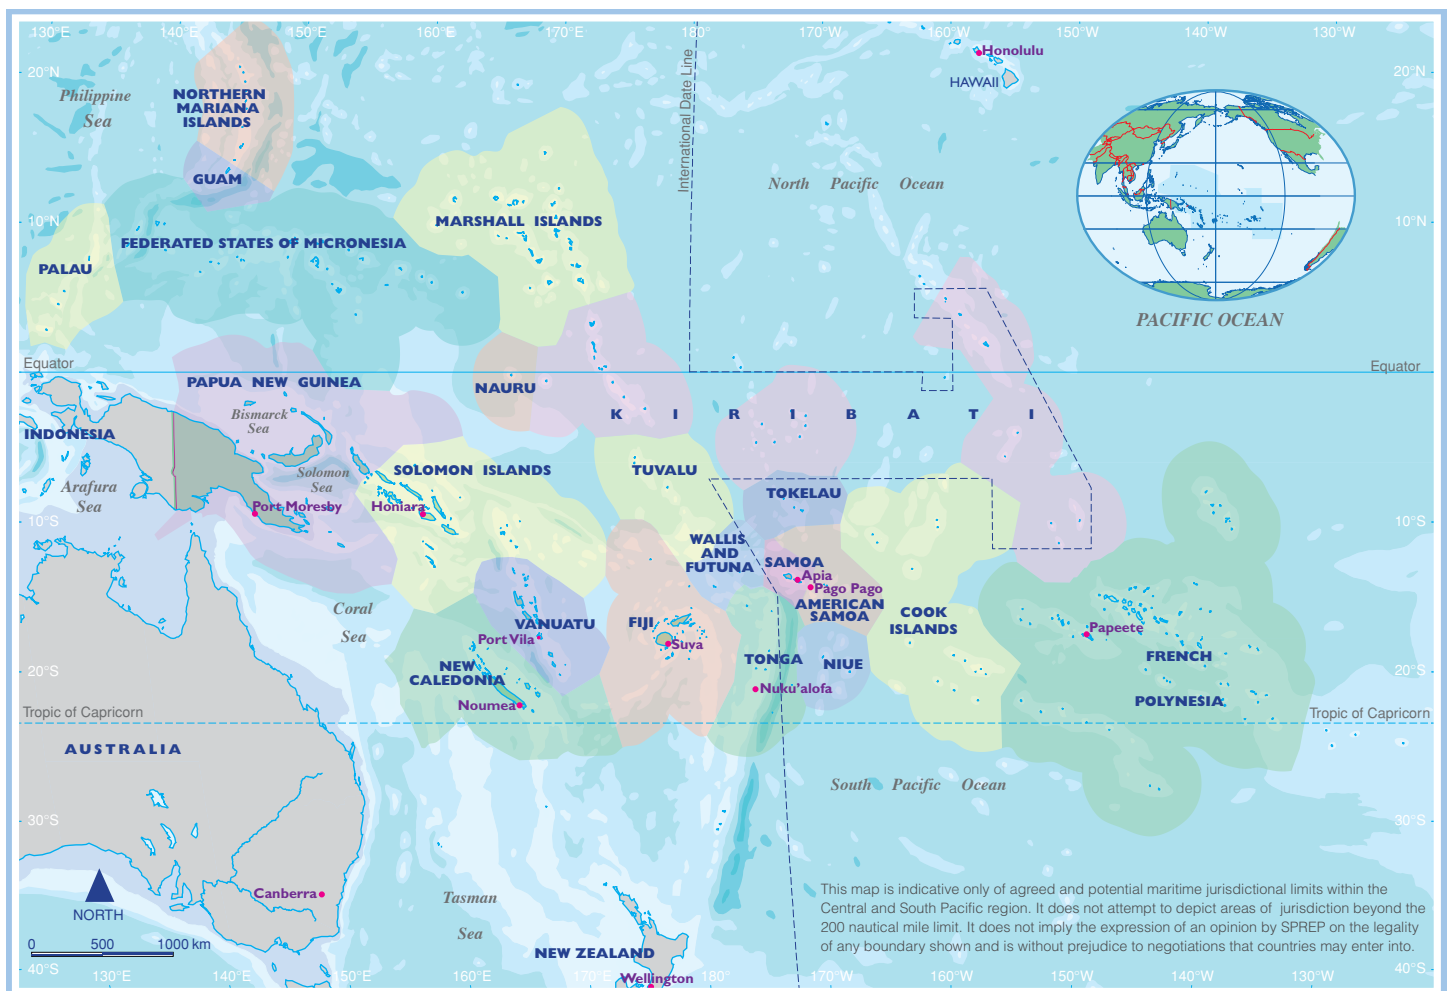 130°E 140°E 150°E 160°E 170°E 180° 170°W 160°W 150°W 140°W 130°W
Honolulu
20°N
20°N
HAWAII
International Date Line
Philippine
Sea
NORTHERN
MARIANA
ISLANDS
GUAM
North Pacific Ocean
10°N
10°N
MARSHALL ISLANDS
FEDERATED STATES OF MICRONESIA
PALAU
PACIFIC OCEAN
Equator
Equator
PAPUA NEW GUINEA
NAURU
Bismarck
Sea
K I R I B A T I
INDONESIA
SOLOMON ISLANDS
TUVALU
Solomon
Sea
Arafura
Sea
TOKELAU
Port Moresby
Honiara
10°S
10°S
WALLIS
AND
FUTUNA
SAMOA
Apia
Pago Pago
AMERICAN
SAMOA
COOK
ISLANDS
Coral
Sea
VANUATU
FIJI
Port Vila
Suva
Papeete
FRENCH
POLYNESIA
TONGA
NIUE
NEW
CALEDONIA
20°S
20°S
Nuku'alofa
Noumea
Tropic of Capricorn
Tropic of Capricorn
AUSTRALIA
South Pacific Ocean
30°S
30°S
Canberra
Tasman
Sea
NORTH
0 500 1000 km
This map is indicative only of agreed and potential maritime jurisdictional limits within the
Central and South Pacific region. It does not attempt to depict areas of jurisdiction beyond the
200 nautical mile limit. It does not imply the expression of an opinion by SPREP on the legality
of any boundary shown and is without prejudice to negotiations that countries may enter into.
NEW ZEALAND
Wellington
40°S 130°E 140°E 150°E 160°E 170°E 180° 170°W 160°W 150°W 140°W 130°W 40°S